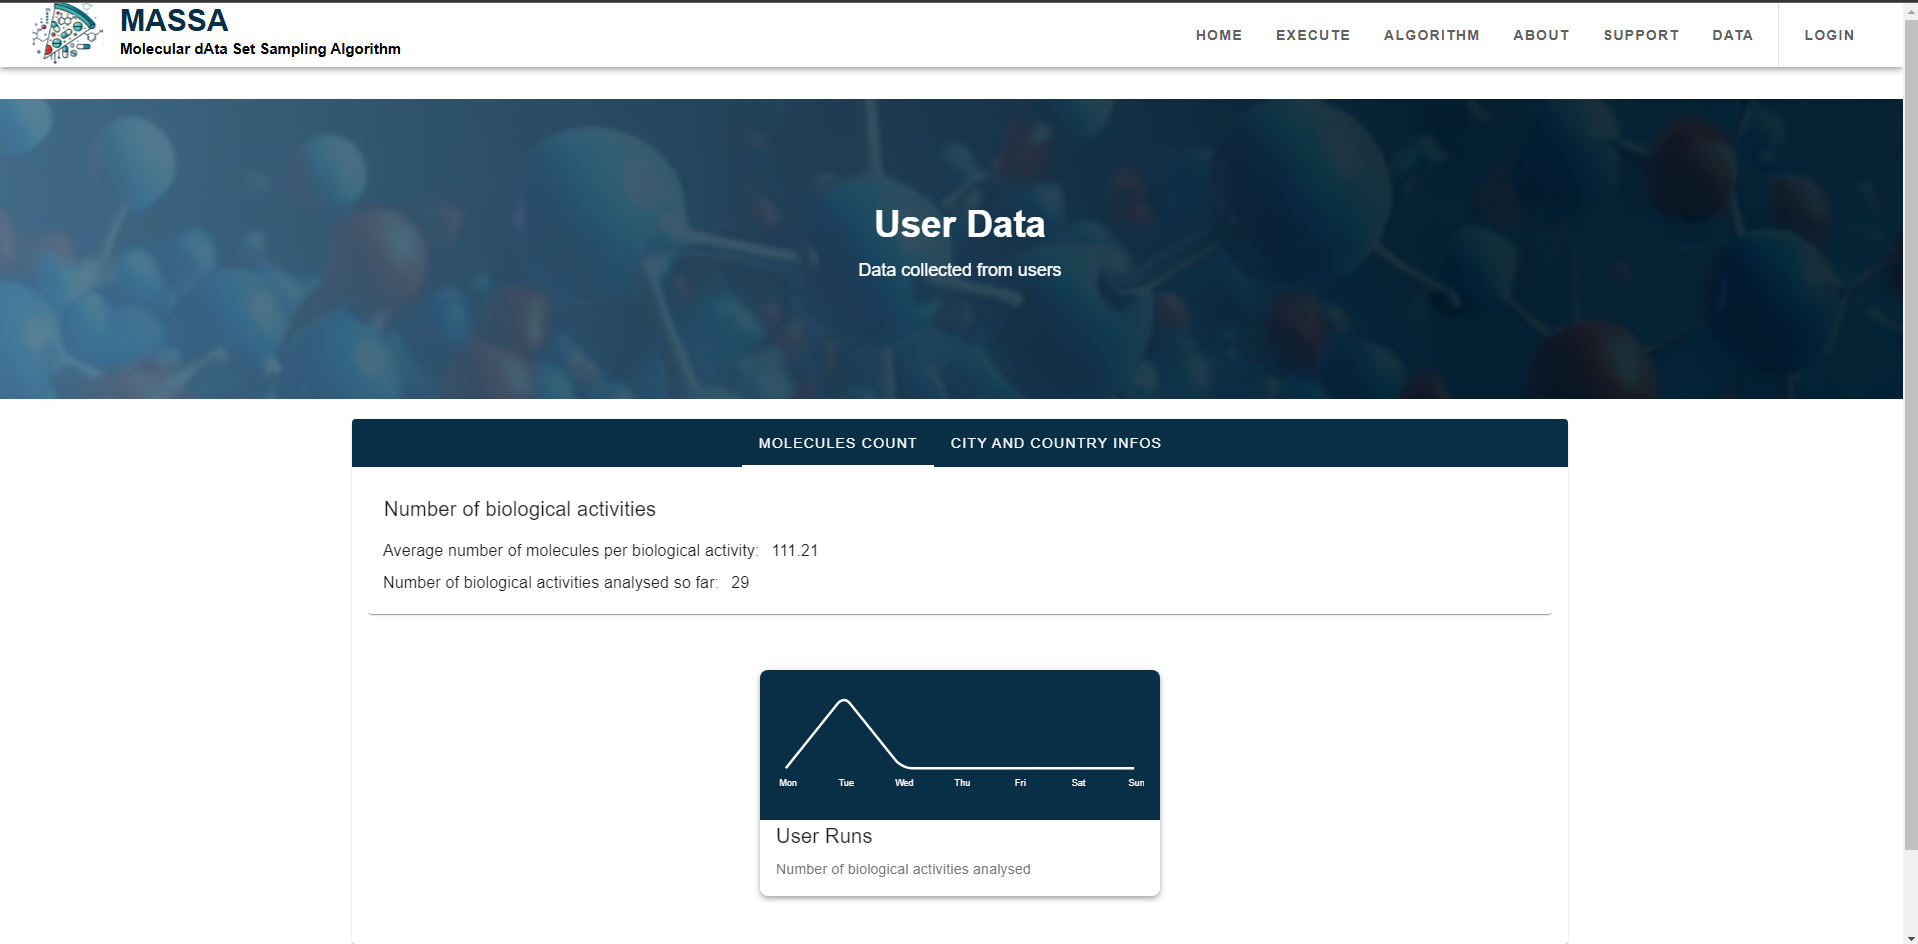 MASSA
Molecular dAta Set Sampling Algorithm
HOME EXECUTE ALGORITHM ABOUT SUPPORT DATA LOGIN
User Data
Data collected from users
MOLECULES COUNT CITY AND COUNTRY INFOS
Number of biological activities
Average number of molecules per biological activity: 111.21
Number of biological activities analysed so far: 29
Mon Tue Wed Thu Fri Sat Sun
User Runs
Number of biological activities analysed